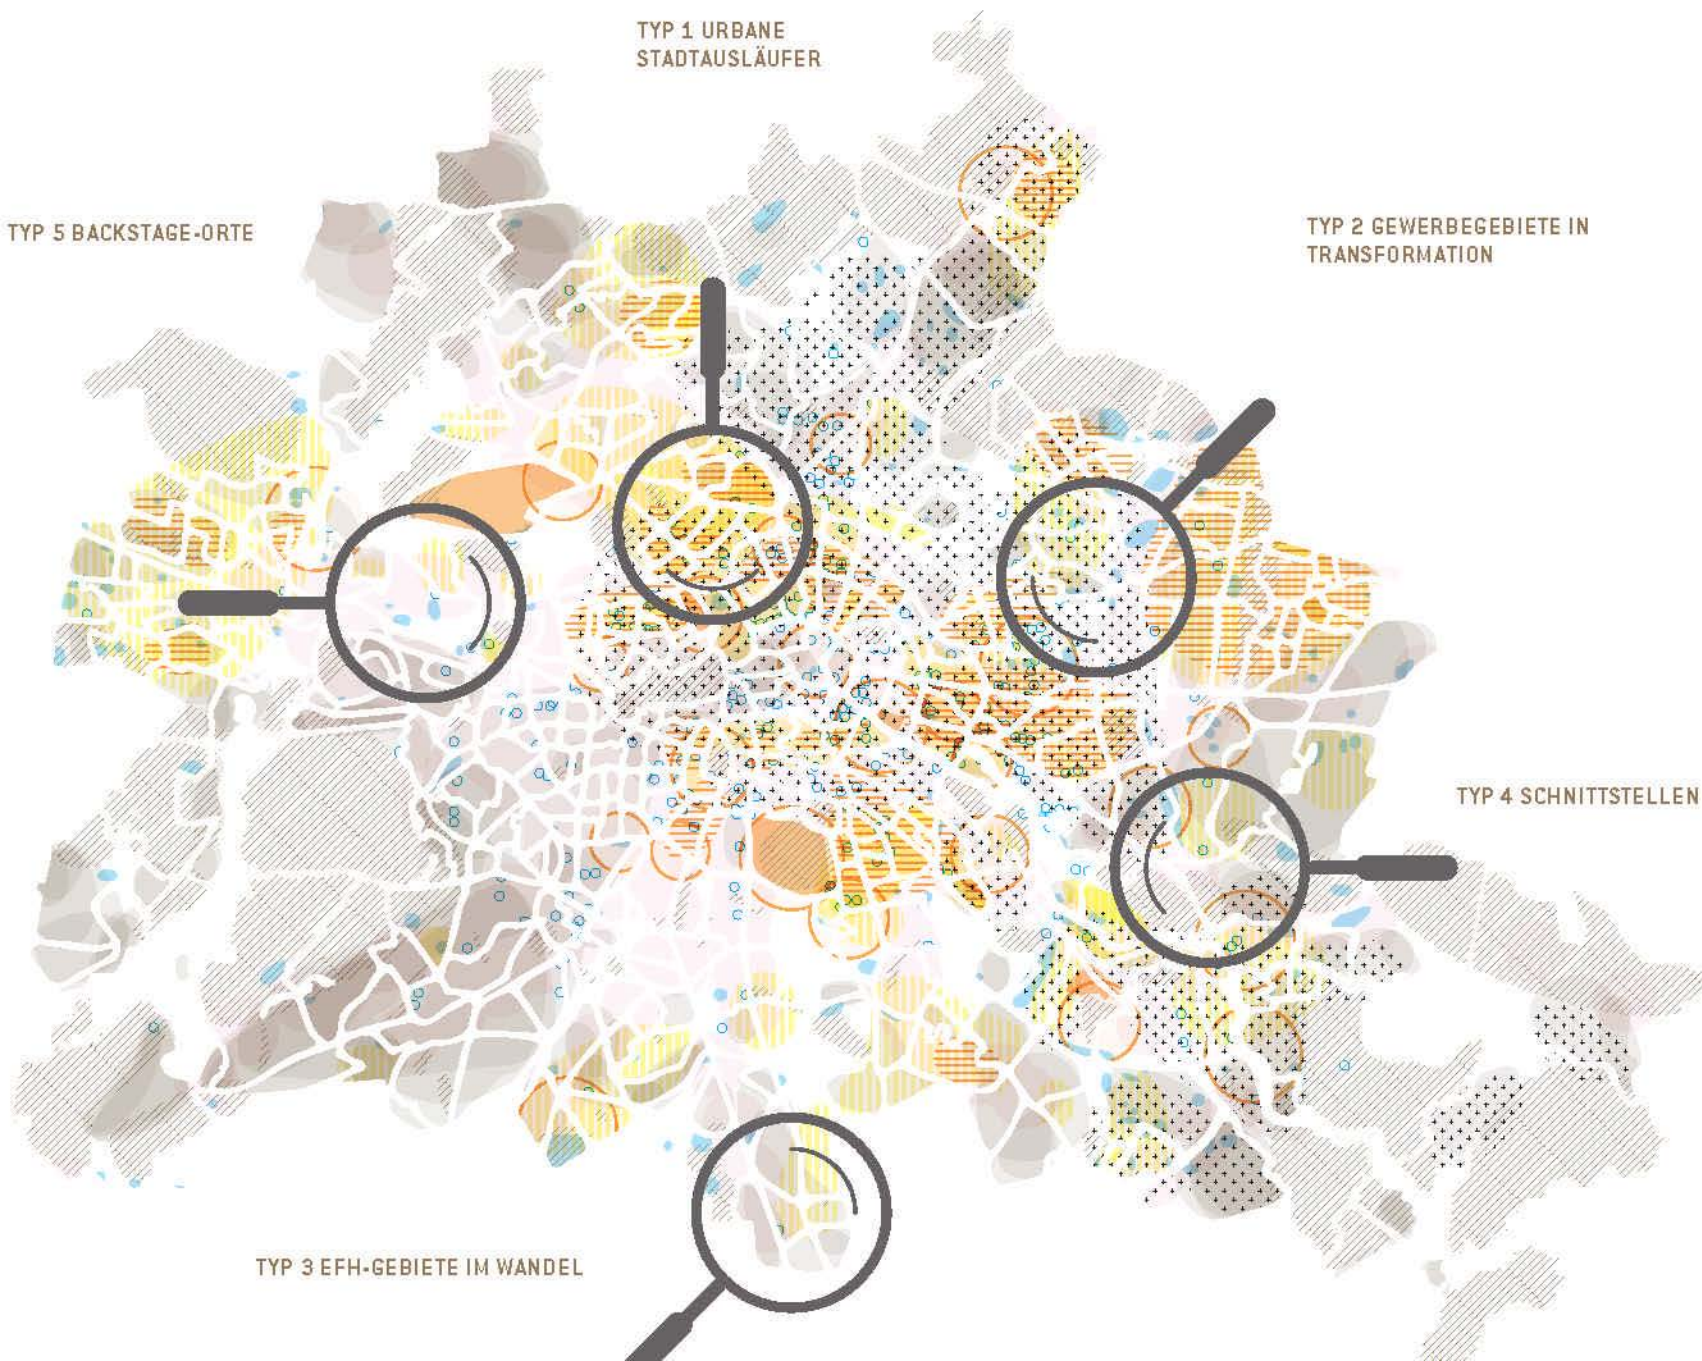 TYP 1 URBANE
STADTAUSLÄUFER
TYP 5 BACKSTAGE-ORTE
TYP 2 GEWERBEGEBIETE IN
TRANSFORMATION
TYP 4 SCHNITTSTELLEN
TYP 3 EFH-GEBIETE IM WANDEL